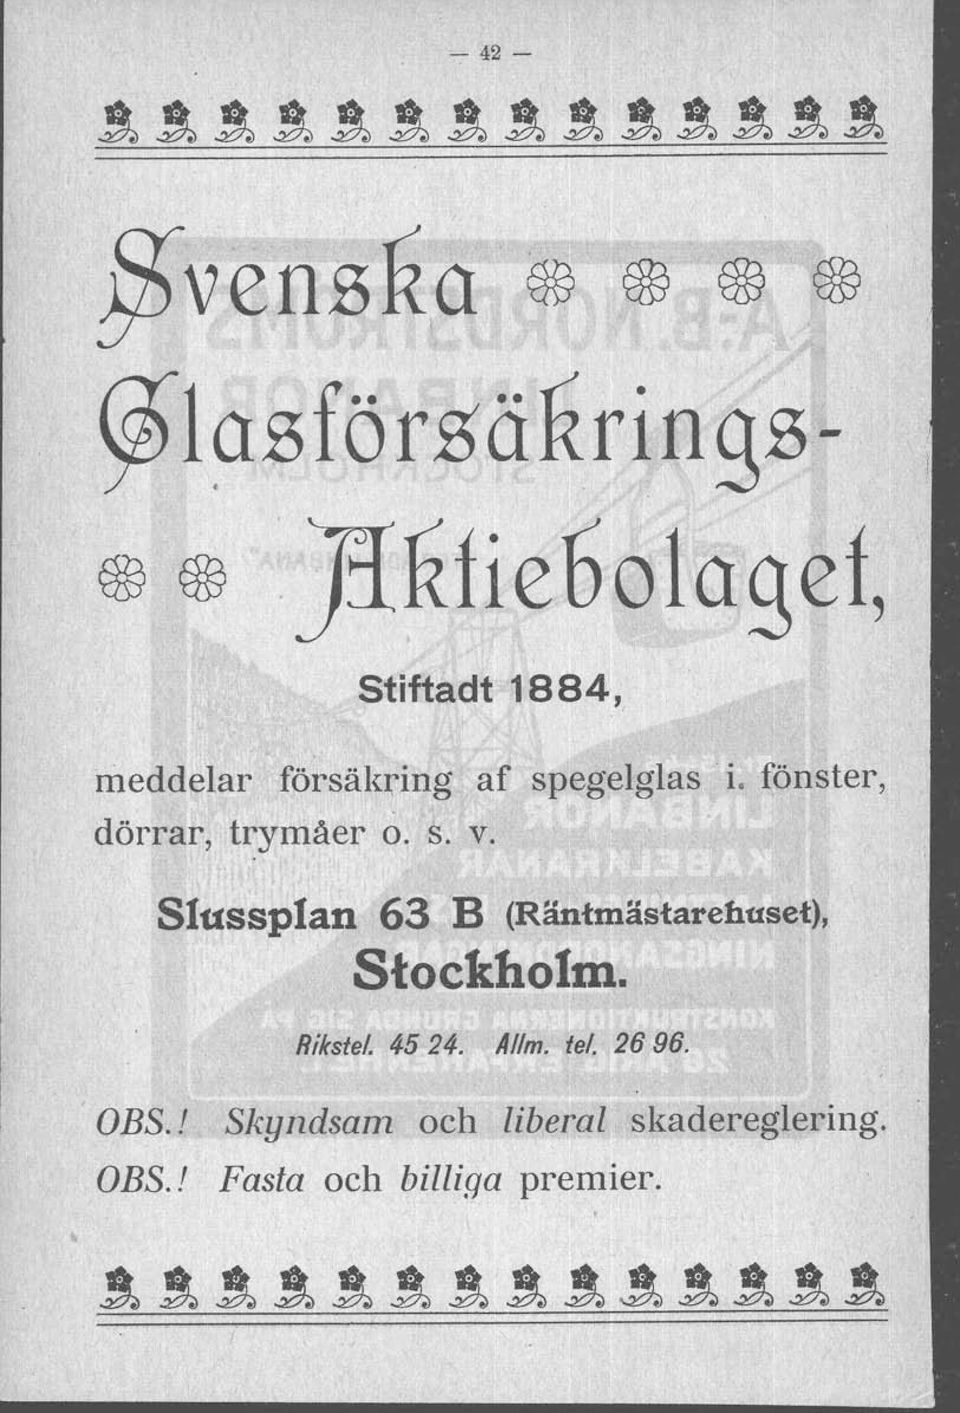 — 42 —
Svenska
Glasförsäkrings-
Aktiebolaget,
Stiftadt 1884,
meddelar försäkring af spegelglas i. fönster,
dörrar, trymåer o. s. v.
Slussplan 63 B (Räntmästarehuset),
Stockholm.
Rikstel. 45 24. Allm. tel. 26 96.
OBS.! Skyndsam och liberal skadereglering.
OBS.! Fasta och billiga premier.